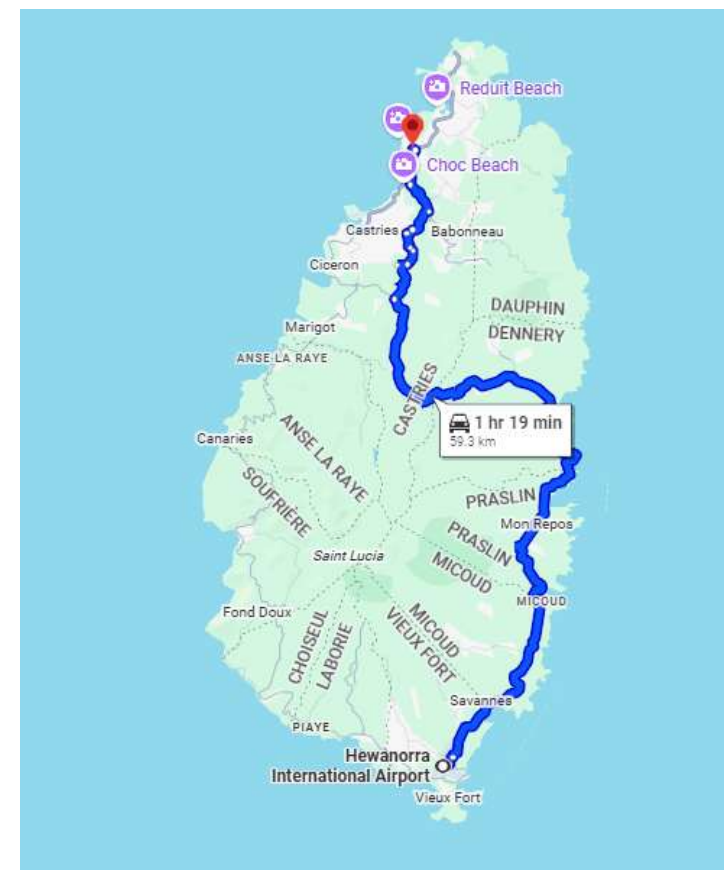 Reduit Beach
Choc Beach
Castries
Babonneau
Ciceron
DAUPHIN
DENNERY
Marigot
ANSE LA RAYE
CASTRIES
1 hr 19 min
59.3 km
Canaries
ANSE LA RAYE
SOUFRIÈRE
PRASLIN
Mon Repos
PRASLIN
MICOUD
Saint Lucia
MICOUD
Fond Doux
CHOISEUL
LABORIE
MICOUD
VIEUX FORT
Savannes
PIAYE
Hewanorra
International Airport
Vieux Fort